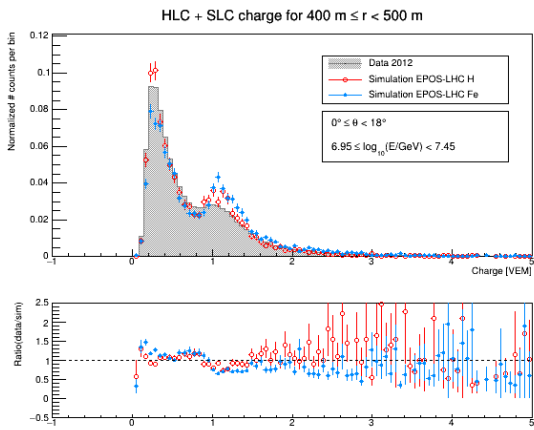 HLC + SLC charge for 400 m ≤ r < 500 m
Normalized # counts per bin
0.12
0.1
0.08
0.06
0.04
0.02
0
Data 2012
Simulation EPOS-LHC H
Simulation EPOS-LHC Fe
0° ≤ θ < 18°
6.95 ≤ log₁₀(E/GeV) < 7.45
−1 0 1 2 3 4 5
Charge [VEM]
Ratio(data/sim)
2.5
2
1.5
1
0.5
0
−0.5
−1 0 1 2 3 4 5